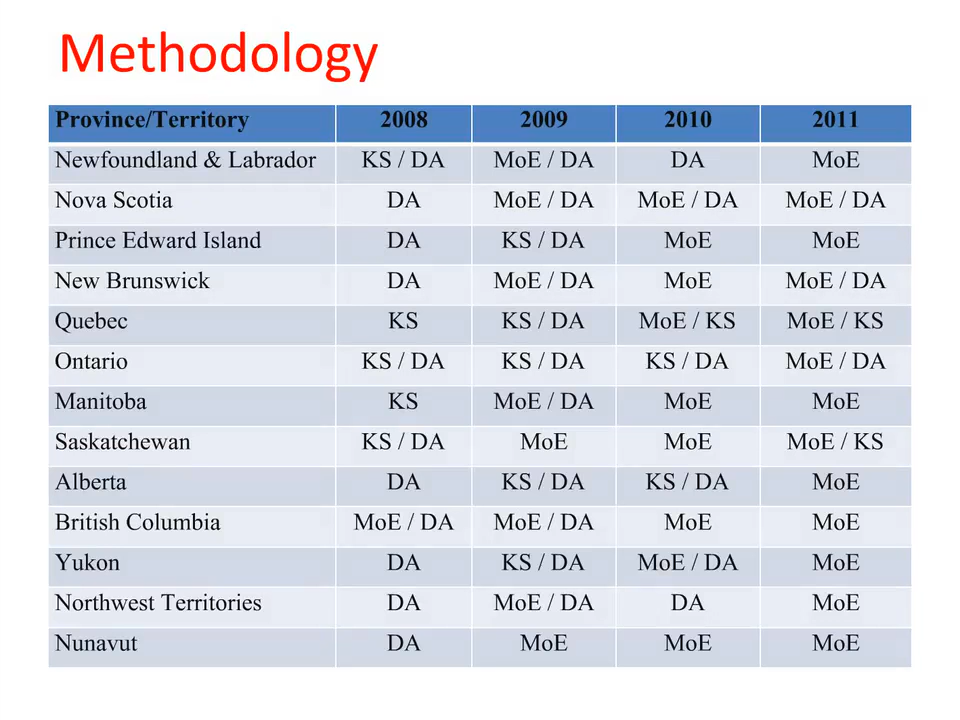 Methodology
Province/Territory 2008 2009 2010 2011
Newfoundland & Labrador KS / DA MoE / DA DA MoE
Nova Scotia DA MoE / DA MoE / DA MoE / DA
Prince Edward Island DA KS / DA MoE MoE
New Brunswick DA MoE / DA MoE MoE / DA
Quebec KS KS / DA MoE / KS MoE / KS
Ontario KS / DA KS / DA KS / DA MoE / DA
Manitoba KS MoE / DA MoE MoE
Saskatchewan KS / DA MoE MoE MoE / KS
Alberta DA KS / DA KS / DA MoE
British Columbia MoE / DA MoE / DA MoE MoE
Yukon DA KS / DA MoE / DA MoE
Northwest Territories DA MoE / DA DA MoE
Nunavut DA MoE MoE MoE